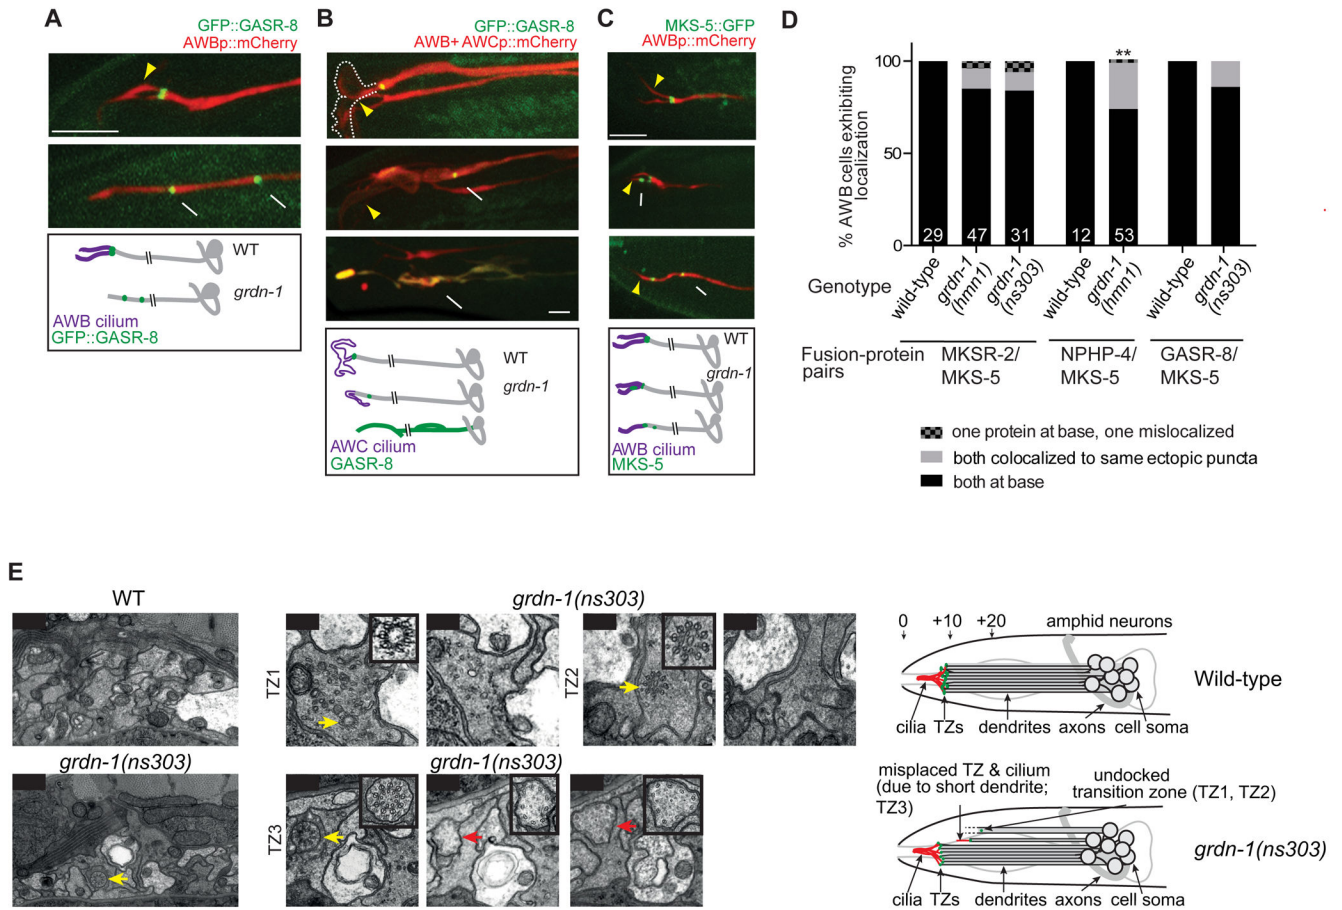 A
GFP::GASR-8
AWBp::mCherry
WT
grdn-1
AWB cilium
GFP::GASR-8
B
GFP::GASR-8
AWB+ AWCp::mCherry
WT
grdn-1
AWC cilium
GASR-8
C
MKS-5::GFP
AWBp::mCherry
WT
grdn-1
AWB cilium
MKS-5
D
% AWB cells exhibiting
localization
100
50
0
**
29
47
31
12
53
Genotype
wild-type
grdn-1
(hmn1)
grdn-1
(ns303)
wild-type
grdn-1
(hmn1)
wild-type
grdn-1
(ns303)
Fusion-protein
pairs
MKSR-2/
MKS-5
NPHP-4/
MKS-5
GASR-8/
MKS-5
one protein at base, one mislocalized
both colocalized to same ectopic puncta
both at base
E
WT
grdn-1(ns303)
TZ1
TZ2
grdn-1(ns303)
grdn-1(ns303)
TZ3
0
+10
+20
amphid neurons
Wild-type
cilia
TZs
dendrites
axons
cell soma
misplaced TZ & cilium
(due to short dendrite;
TZ3)
undocked
transition zone (TZ1, TZ2)
grdn-1(ns303)
cilia
TZs
dendrites
axons
cell soma